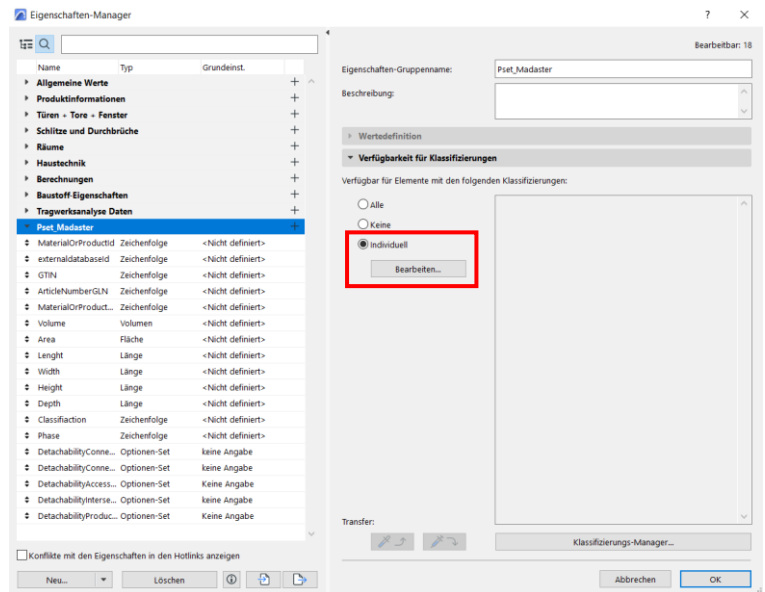 Eigenschaften-Manager
?
Bearbeitbar: 18
Name Typ Grundeinst.
Allgemeine Werte
Produktinformationen
Türen + Tore + Fenster
Schlitze und Durchbrüche
Räume
Haustechnik
Berechnungen
Baustoff-Eigenschaften
Tragwerksanalyse Daten
Pset_Madaster
MaterialOrProductId Zeichenfolge <Nicht definiert>
externaldatabaseId Zeichenfolge <Nicht definiert>
GTIN Zeichenfolge <Nicht definiert>
ArticleNumberGLN Zeichenfolge <Nicht definiert>
MaterialOrProduct... Zeichenfolge <Nicht definiert>
Volume Volumen <Nicht definiert>
Area Fläche <Nicht definiert>
Lenght Länge <Nicht definiert>
Width Länge <Nicht definiert>
Height Länge <Nicht definiert>
Depth Länge <Nicht definiert>
Classifiaction Zeichenfolge <Nicht definiert>
Phase Zeichenfolge <Nicht definiert>
DetachabilityConne... Optionen-Set keine Angabe
DetachabilityConne... Optionen-Set keine Angabe
DetachabilityAccess... Optionen-Set Keine Angabe
DetachabilityInterse... Optionen-Set keine Angabe
DetachabilityProduc... Optionen-Set Keine Angabe
Konflikte mit den Eigenschaften in den Hotlinks anzeigen
Neu... Löschen
Eigenschaften-Gruppenname: Pset_Madaster
Beschreibung:
Wertedefinition
Verfügbarkeit für Klassifizierungen
Verfügbar für Elemente mit den folgenden Klassifizierungen:
Alle
Keine
Individuell
Bearbeiten...
Transfer:
Klassifizierungs-Manager...
Abbrechen OK